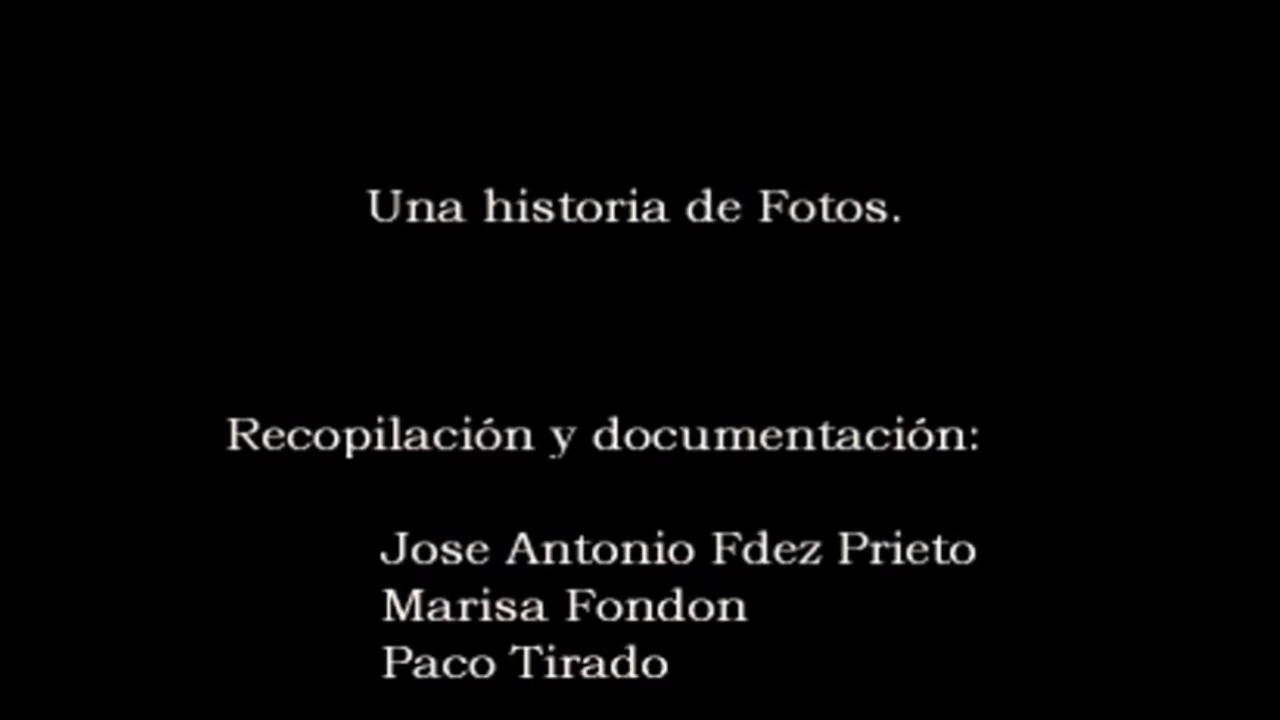 Una historia de Fotos.
Recopilación y documentación:
Jose Antonio Fdez Prieto
Marisa Fondon
Paco Tirado